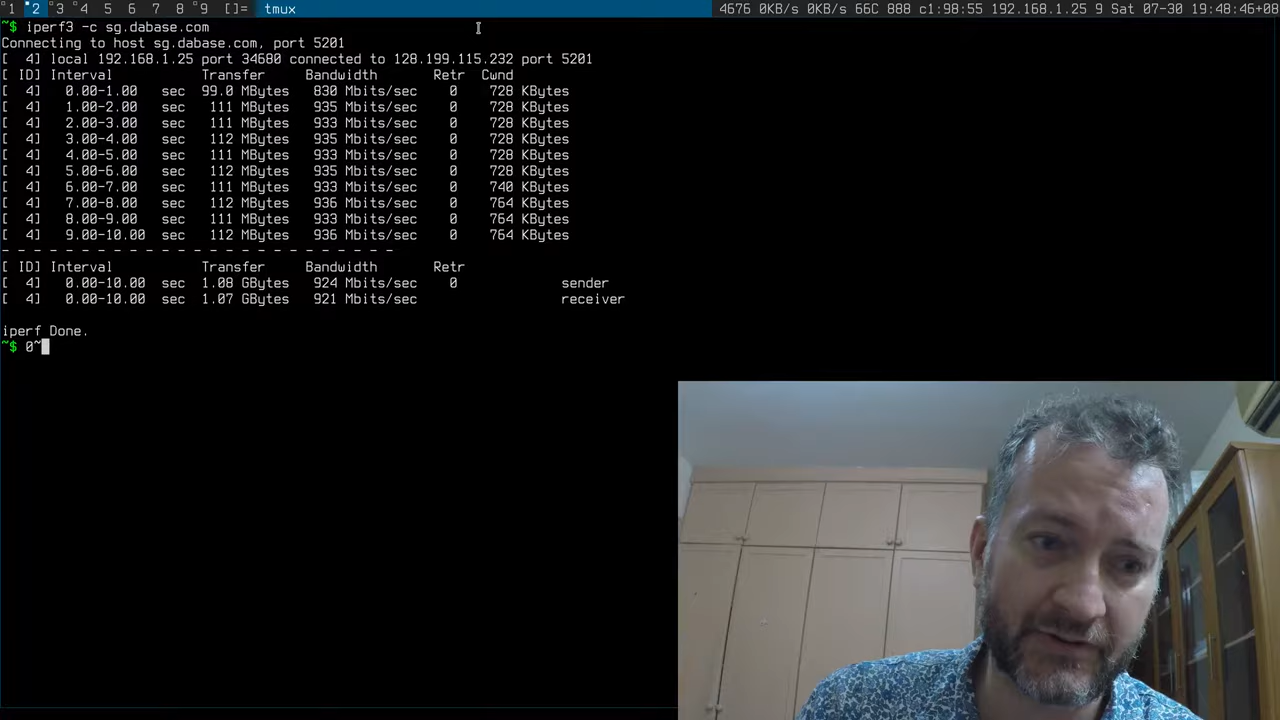 1 2 3 4 5 6 7 8 9 []= tmux 4676 0KB/s 0KB/s 66C 888 c1:98:55 192.168.1.25 9 Sat 07-30 19:48:46+08
~$ iperf3 -c sg.dabase.com
Connecting to host sg.dabase.com, port 5201
[  4] local 192.168.1.25 port 34680 connected to 128.199.115.232 port 5201
[ ID] Interval           Transfer     Bandwidth       Retr  Cwnd
[  4]   0.00-1.00   sec  99.0 MBytes   830 Mbits/sec    0    728 KBytes
[  4]   1.00-2.00   sec   111 MBytes   935 Mbits/sec    0    728 KBytes
[  4]   2.00-3.00   sec   111 MBytes   933 Mbits/sec    0    728 KBytes
[  4]   3.00-4.00   sec   112 MBytes   935 Mbits/sec    0    728 KBytes
[  4]   4.00-5.00   sec   111 MBytes   933 Mbits/sec    0    728 KBytes
[  4]   5.00-6.00   sec   112 MBytes   935 Mbits/sec    0    728 KBytes
[  4]   6.00-7.00   sec   111 MBytes   933 Mbits/sec    0    740 KBytes
[  4]   7.00-8.00   sec   112 MBytes   936 Mbits/sec    0    764 KBytes
[  4]   8.00-9.00   sec   111 MBytes   933 Mbits/sec    0    764 KBytes
[  4]   9.00-10.00  sec   112 MBytes   936 Mbits/sec    0    764 KBytes
- - - - - - - - - - - - - - - - - - - - - - - - -
[ ID] Interval           Transfer     Bandwidth       Retr
[  4]   0.00-10.00  sec  1.08 GBytes   924 Mbits/sec    0             sender
[  4]   0.00-10.00  sec  1.07 GBytes   921 Mbits/sec                  receiver
iperf Done.
~$ 0~